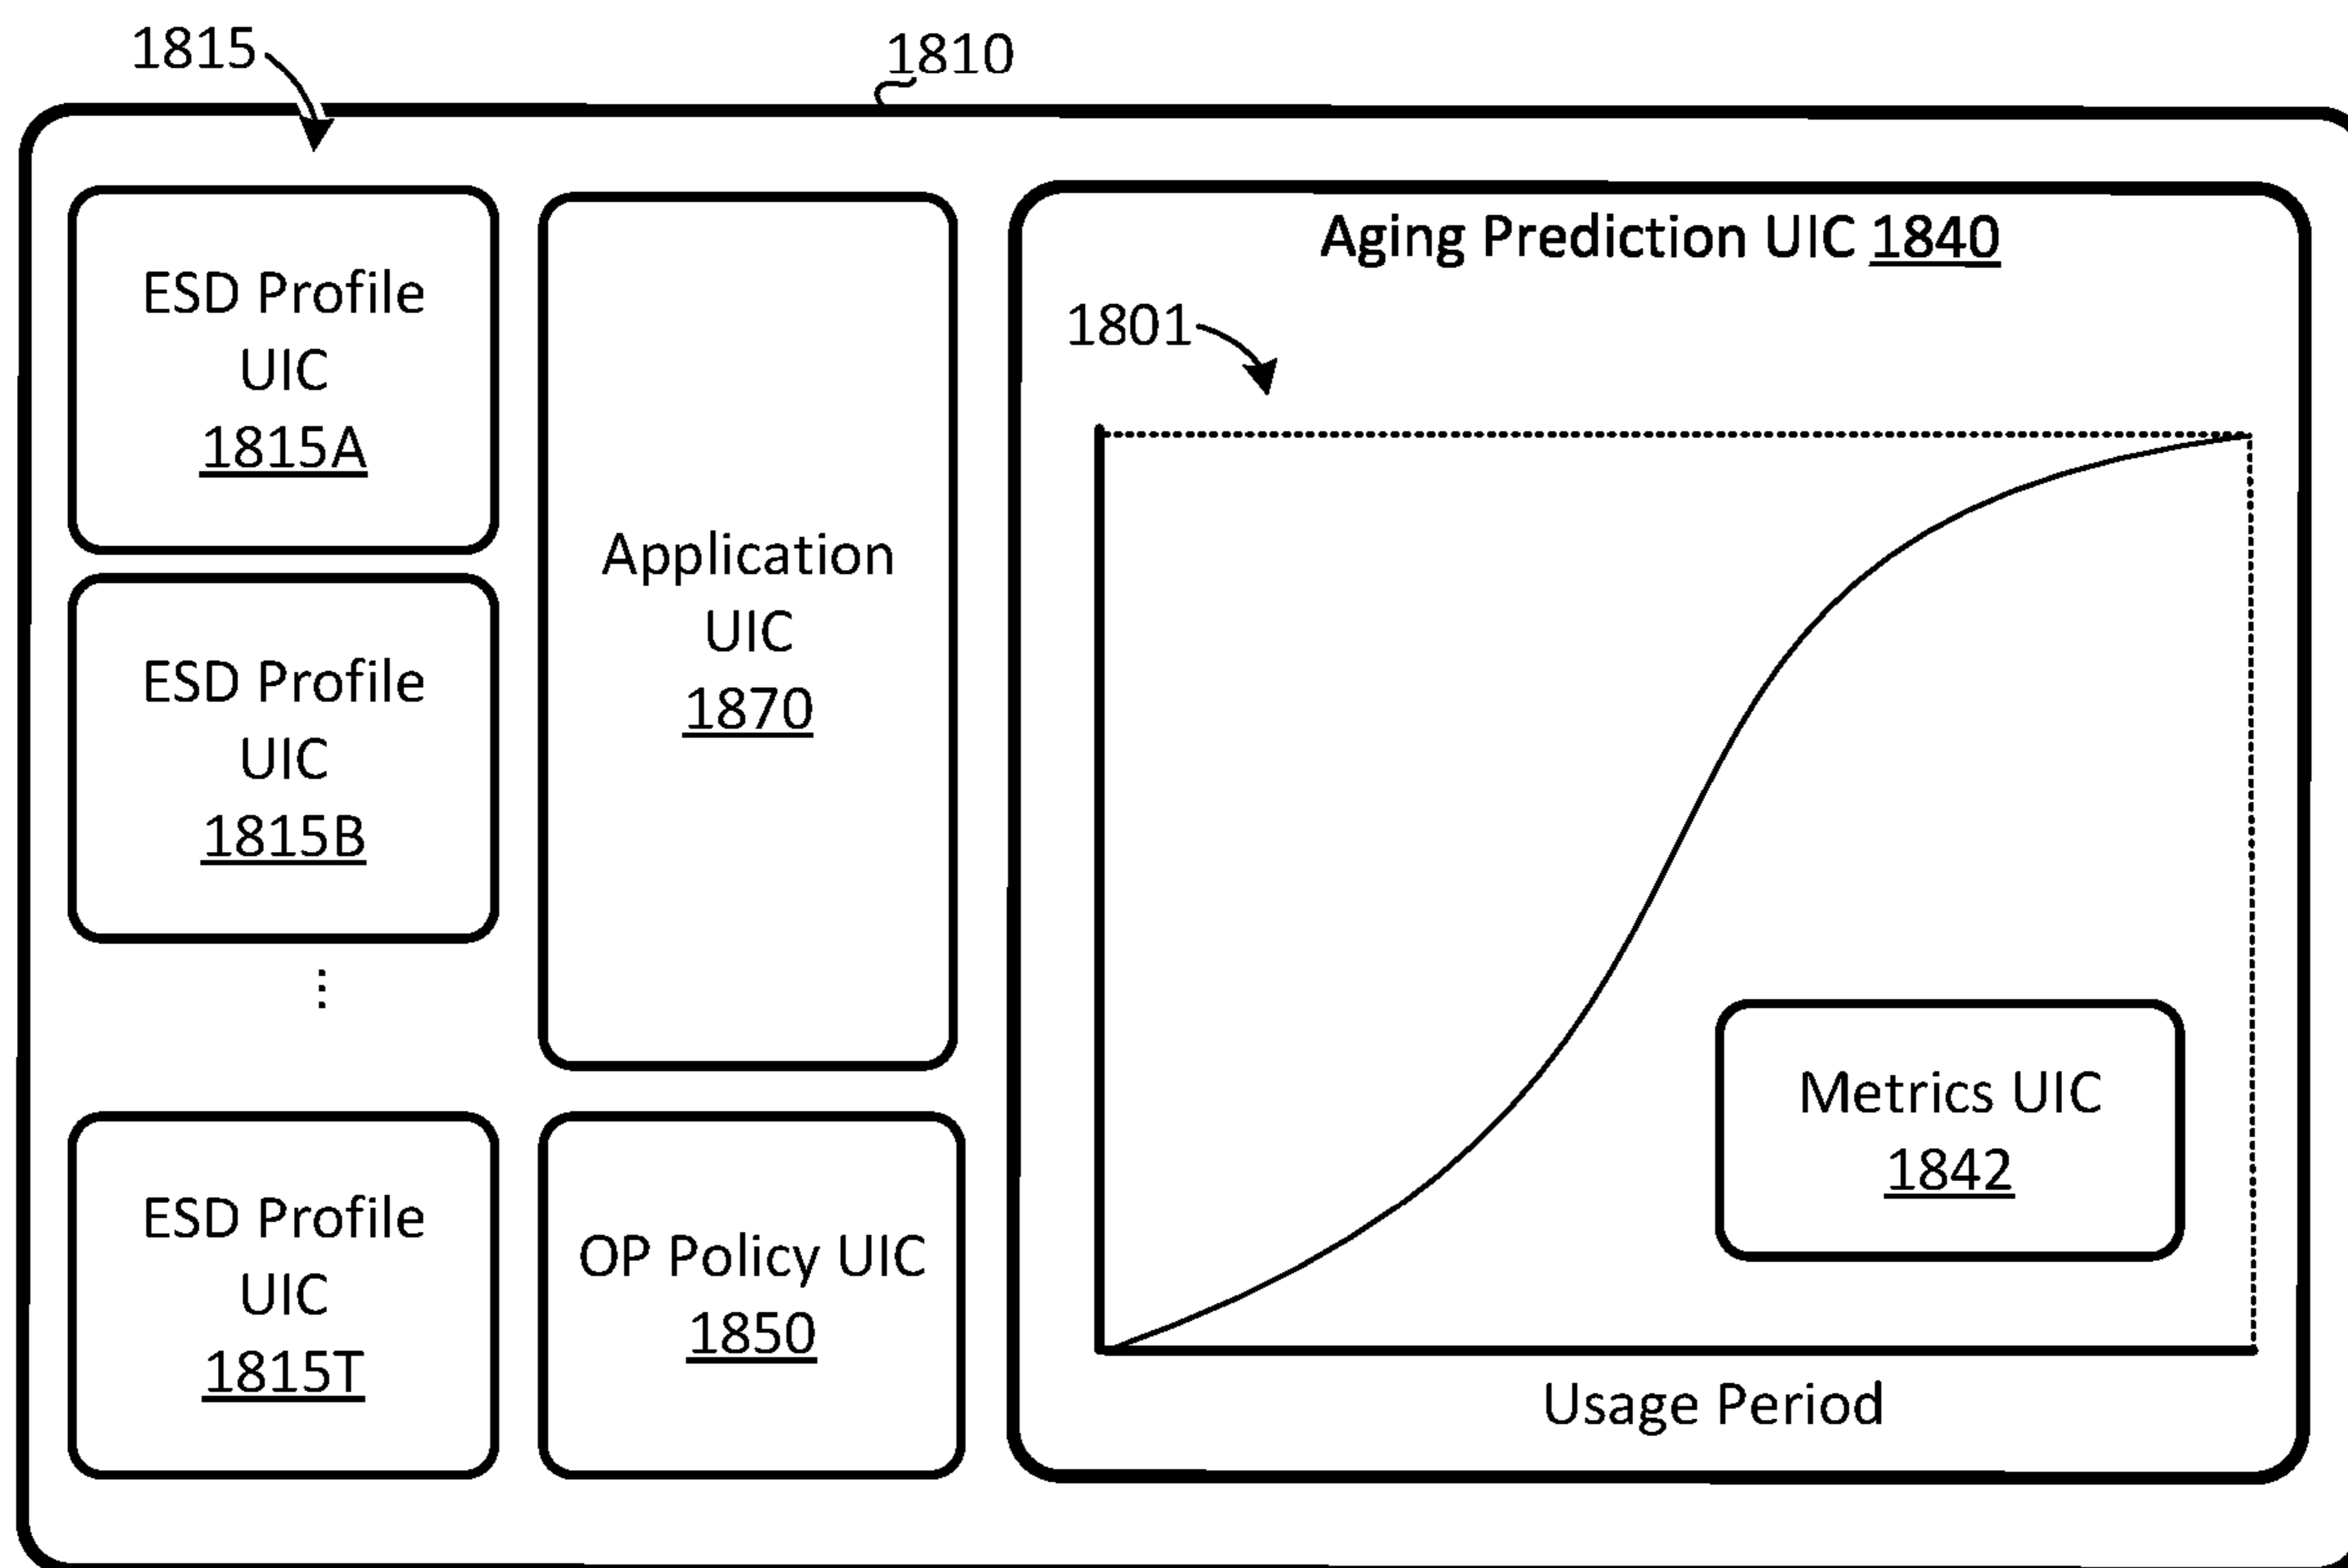 1815
1810
ESD Profile
UIC
1815A
ESD Profile
UIC
1815B
⋮
ESD Profile
UIC
1815T
Application
UIC
1870
OP Policy UIC
1850
Aging Prediction UIC 1840
1801
Metrics UIC
1842
Usage Period